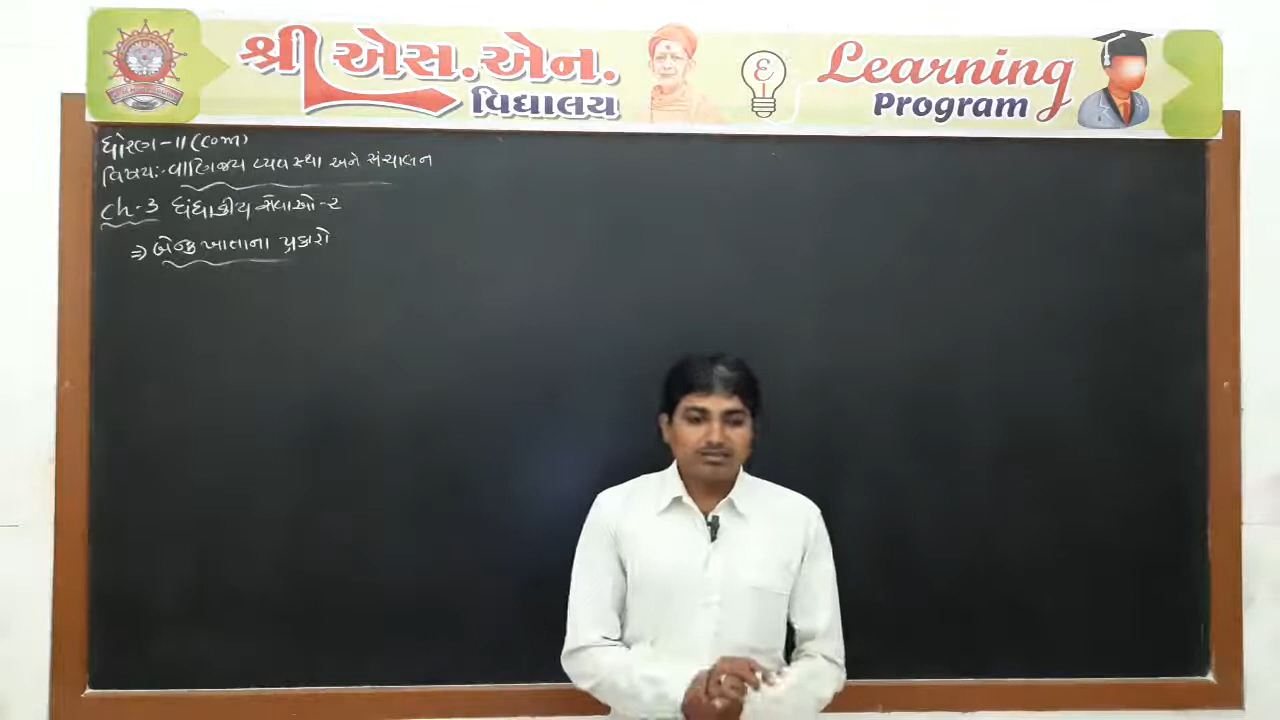 શ્રી એસ. એન.
વિદ્યાલય
Learning
Program
ધોરણ-11 (com)
વિષય:- વાણિજ્ય વ્યવસ્થા અને સંચાલન
Ch-3 ધંધાકીય સેવાઓ-2
⇒ બેન્ક ખાતાના પ્રકારો